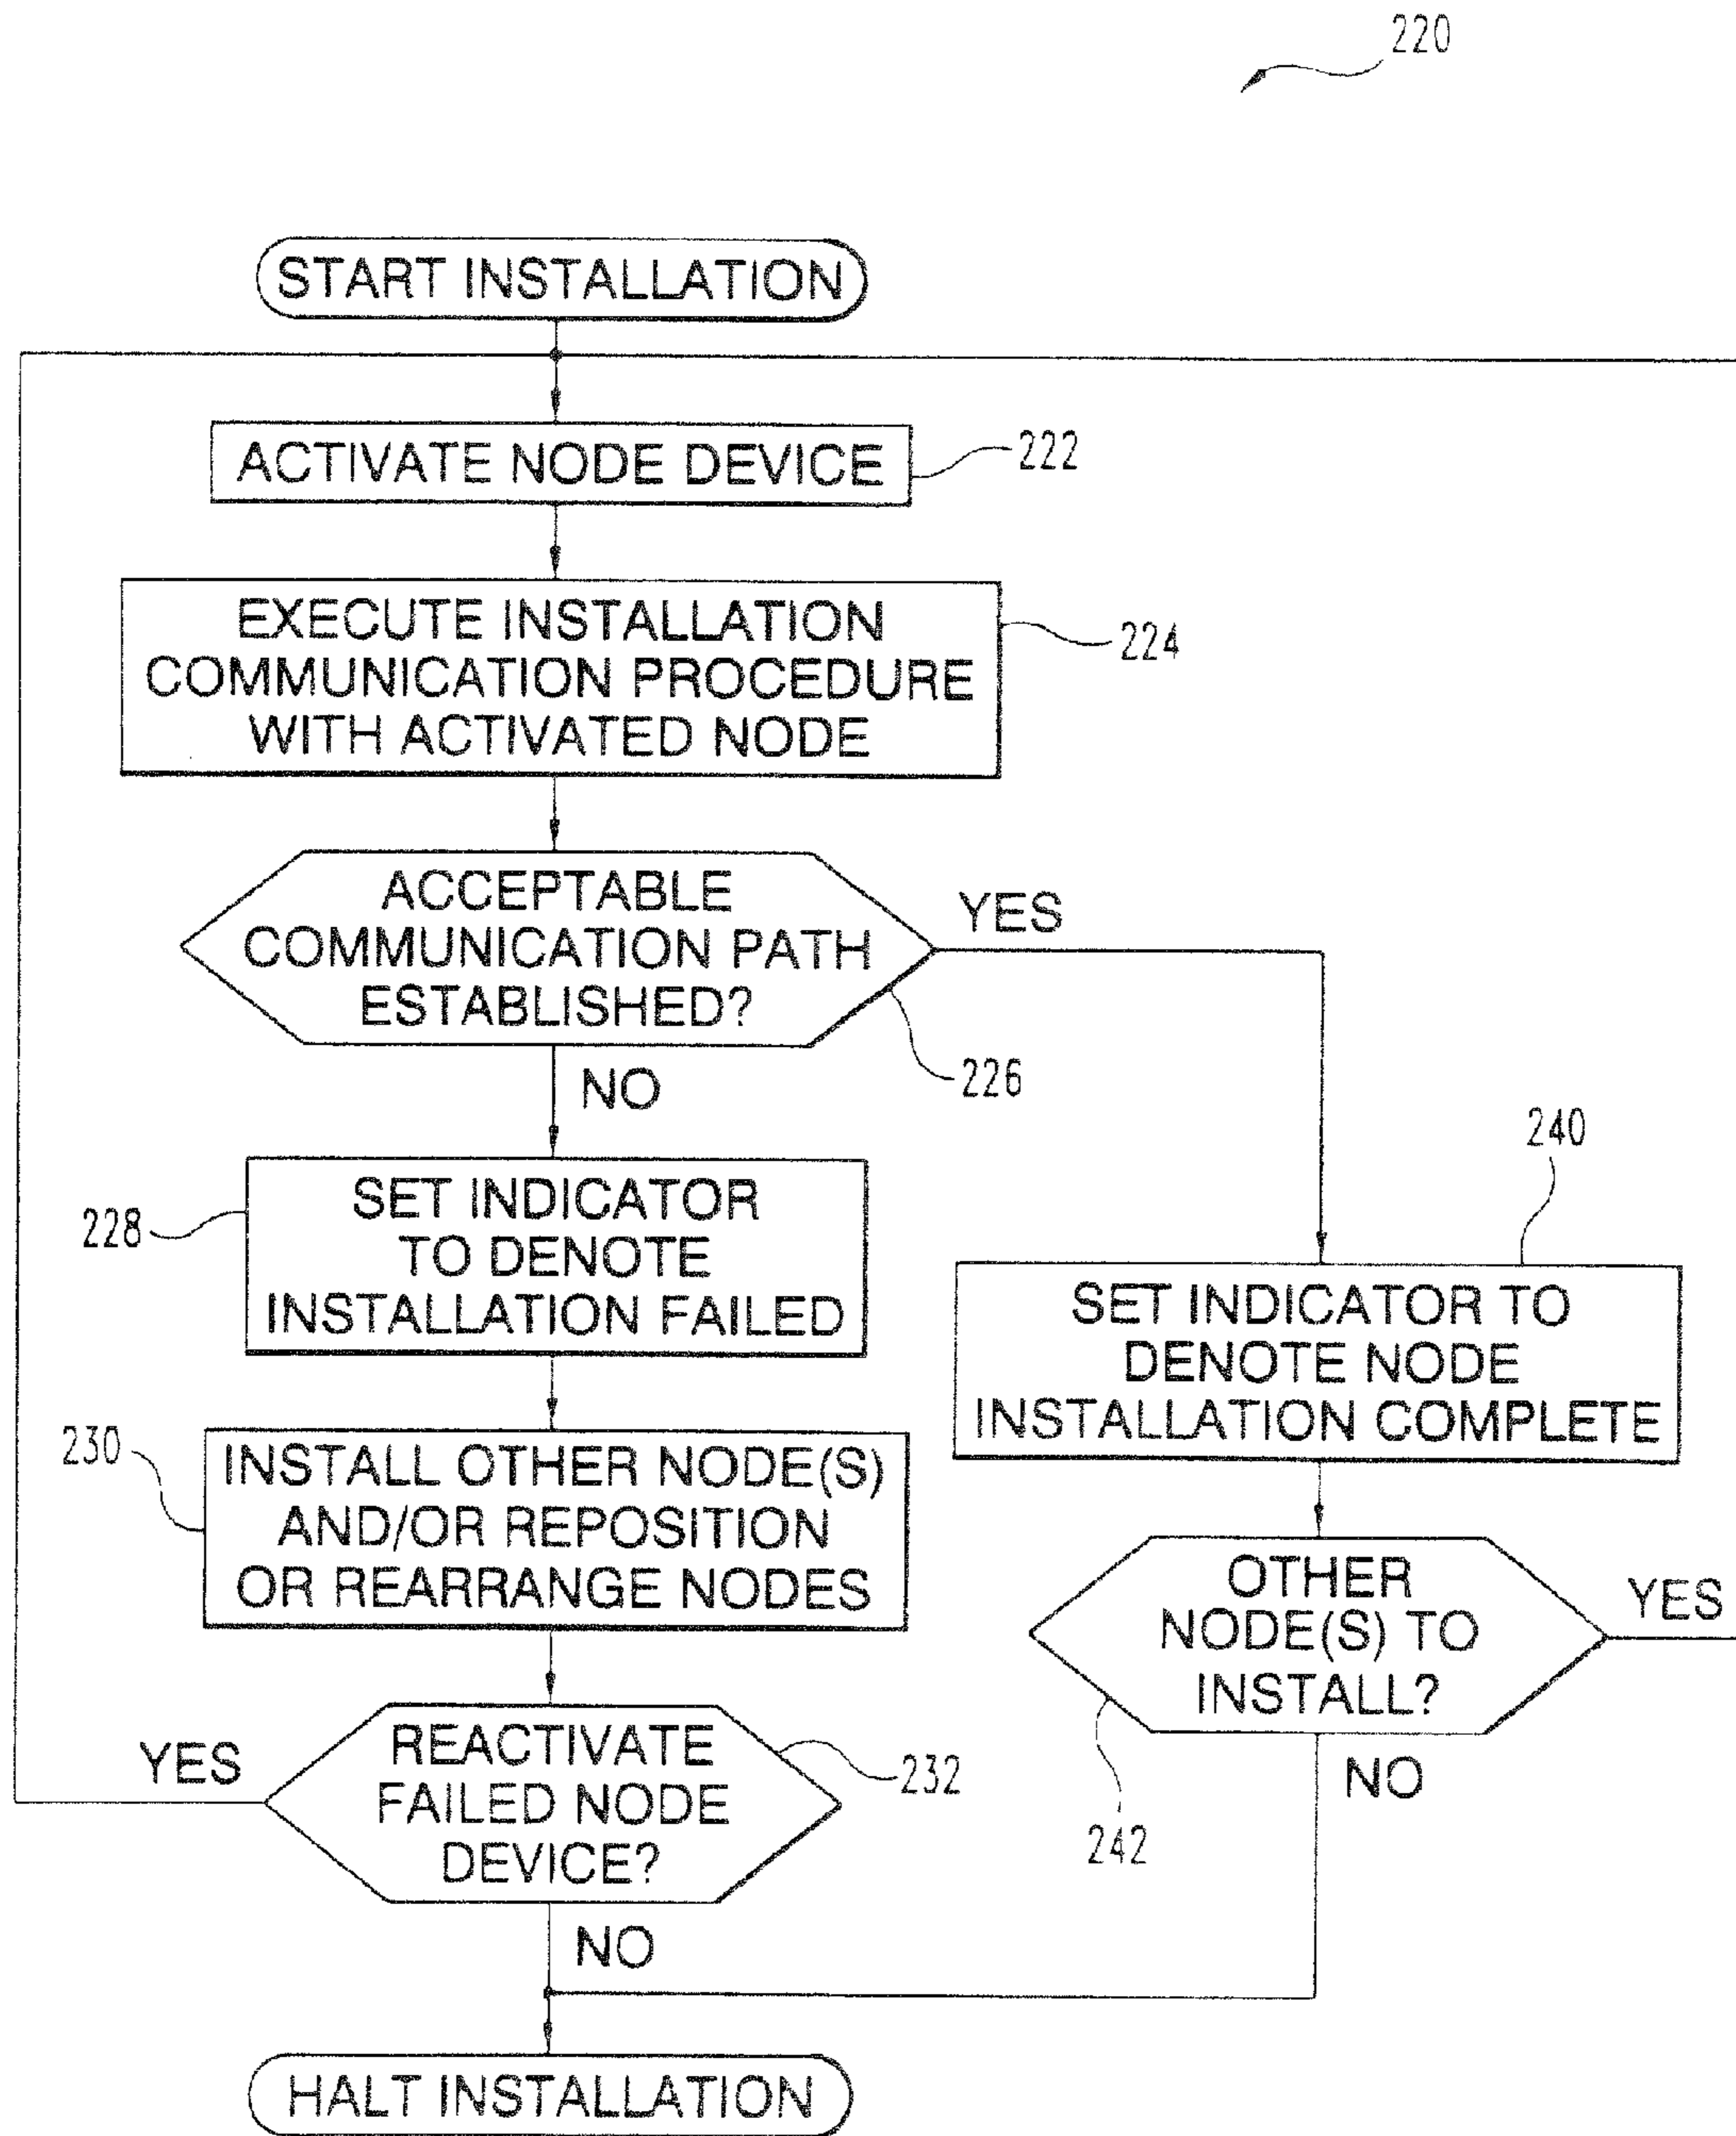 220
START INSTALLATION
ACTIVATE NODE DEVICE
222
EXECUTE INSTALLATION
COMMUNICATION PROCEDURE
WITH ACTIVATED NODE
224
ACCEPTABLE
COMMUNICATION PATH
ESTABLISHED?
YES
226
NO
228
SET INDICATOR
TO DENOTE
INSTALLATION FAILED
240
SET INDICATOR TO
DENOTE NODE
INSTALLATION COMPLETE
230
INSTALL OTHER NODE(S)
AND/OR REPOSITION
OR REARRANGE NODES
OTHER
NODE(S) TO
INSTALL?
YES
242
NO
REACTIVATE
FAILED NODE
DEVICE?
YES
232
NO
HALT INSTALLATION